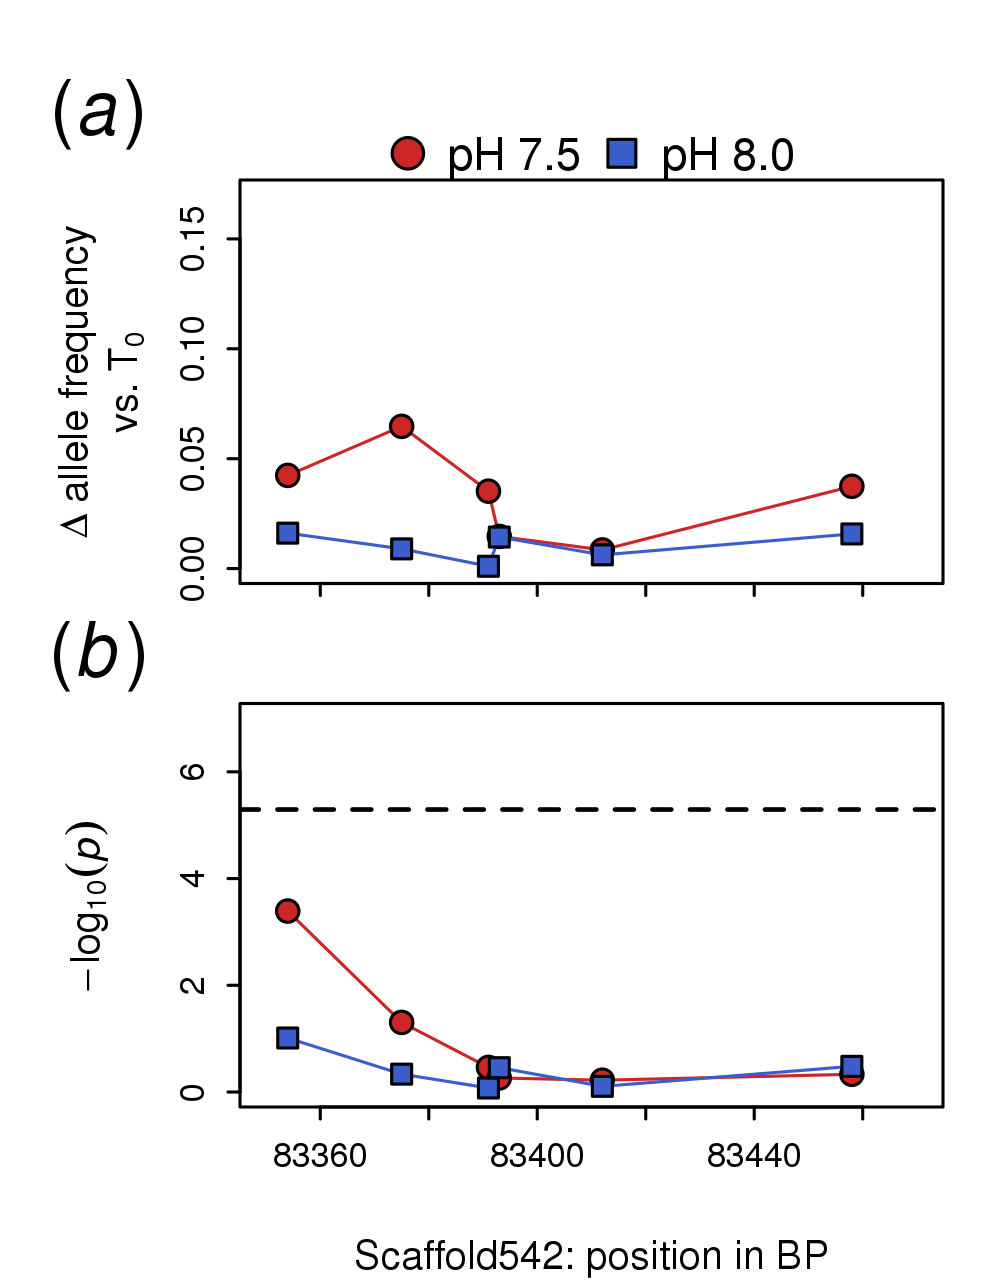 (a)
pH 7.5 pH 8.0
Δ allele frequency
vs. T₀
0.15
0.10
0.05
0.00
(b)
−log₁₀(p)
6
4
2
0
83360 83400 83440
Scaffold542: position in BP